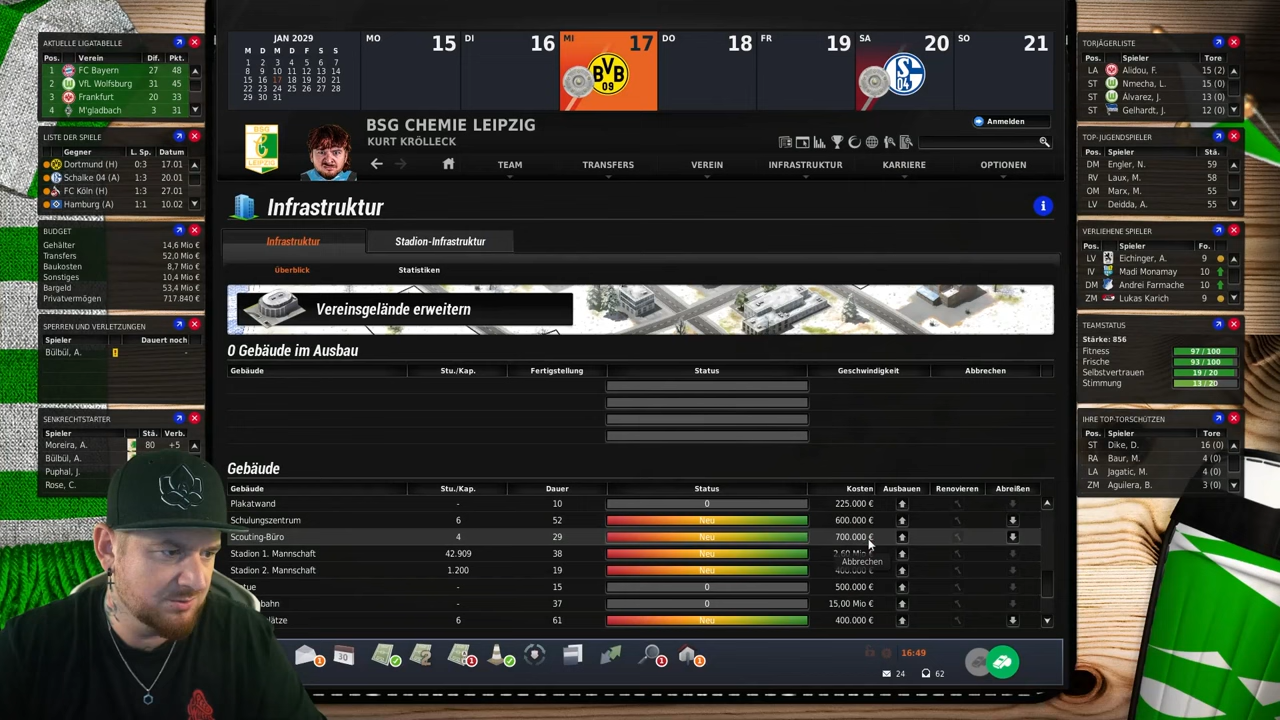 AKTUELLE LIGATABELLE
Pos. Verein Dif. Pkt.
1 FC Bayern 27 48
2 VfL Wolfsburg 31 45
3 Frankfurt 20 33
4 M'gladbach 3 31
LISTE DER SPIELE
Gegner L. Sp. Datum
Dortmund (H) 0:3 17.01
Schalke 04 (A) 1:3 20.01
FC Köln (H) 1:3 27.01
Hamburg (A) 1:1 10.02
BUDGET
Gehälter 14,6 Mio €
Transfers 52,0 Mio €
Baukosten 8,7 Mio €
Sonstiges 10,4 Mio €
Bargeld 53,4 Mio €
Privatvermögen 717.840 €
SPERREN UND VERLETZUNGEN
Spieler Dauert noch
Bülbül, A. -
SENKRECHTSTARTER
Spieler Stä. Verb.
Moreira, A. 80 +5
Bülbül, A.
Puphal, J.
Rose, C.
JAN 2029
M D M D F S S
1 2 3 4 5 6 7
8 9 10 11 12 13 14
15 16 17 18 19 20 21
22 23 24 25 26 27 28
29 30 31
MO 15
DI 16
MI 17
BVB 09
DO 18
FR 19
SA 20
SO 21
BSG CHEMIE LEIPZIG
KURT KRÖLLECK
Anmelden
BSG
LEIPZIG
TEAM TRANSFERS VEREIN INFRASTRUKTUR KARRIERE OPTIONEN
Infrastruktur
Infrastruktur Stadion-Infrastruktur
Überblick Statistiken
Vereinsgelände erweitern
0 Gebäude im Ausbau
Gebäude Stu./Kap. Fertigstellung Status Geschwindigkeit Abbrechen
Gebäude
Gebäude Stu./Kap. Dauer Status Kosten Ausbauen Renovieren Abreißen
Plakatwand - 10 0 225.000 €
Schulungszentrum 6 52 Neu 600.000 €
Scouting-Büro 4 29 Neu 700.000 €
Stadion 1. Mannschaft 42.909 38 Neu
Abbrechen
Stadion 2. Mannschaft 1.200 19 Neu
- 15 0
- 37 0 15,00 Mio €
6 61 Neu 400.000 €
16:49
24 62
TORJÄGERLISTE
Pos. Spieler Tore
LA Alidou, F. 15 (2)
ST Nmecha, L. 15 (0)
ST Álvarez, J. 13 (0)
ST Gelhardt, J. 12 (0)
TOP-JUGENDSPIELER
Pos. Spieler Stä.
DM Engler, N. 59
RV Laux, M. 58
OM Marx, M. 55
LV Deidda, A. 55
VERLIEHENE SPIELER
Pos. Spieler Fo.
LV Eichinger, A. 9
IV Madi Monamay 10
DM Andrei Farmache 10
ZM Lukas Karich 9
TEAMSTATUS
Stärke: 856
Fitness 97 / 100
Frische 93 / 100
Selbstvertrauen 19 / 20
Stimmung 13 / 20
IHRE TOP-TORSCHÜTZEN
Pos. Spieler Tore
ST Dike, D. 16 (0)
RA Baur, M. 4 (0)
LA Jagatic, M. 4 (0)
ZM Aguilera, B. 3 (0)